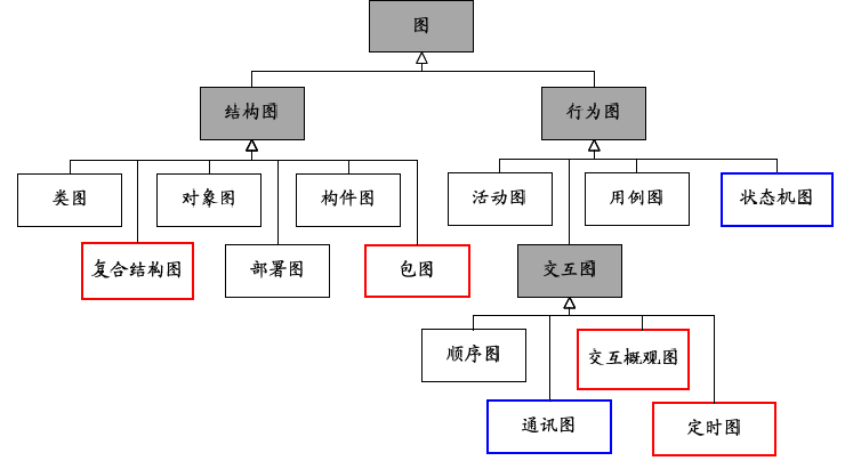 图
结构图
行为图
类图
对象图
构件图
活动图
用例图
状态机图
复合结构图
部署图
包图
交互图
顺序图
交互概观图
通讯图
定时图